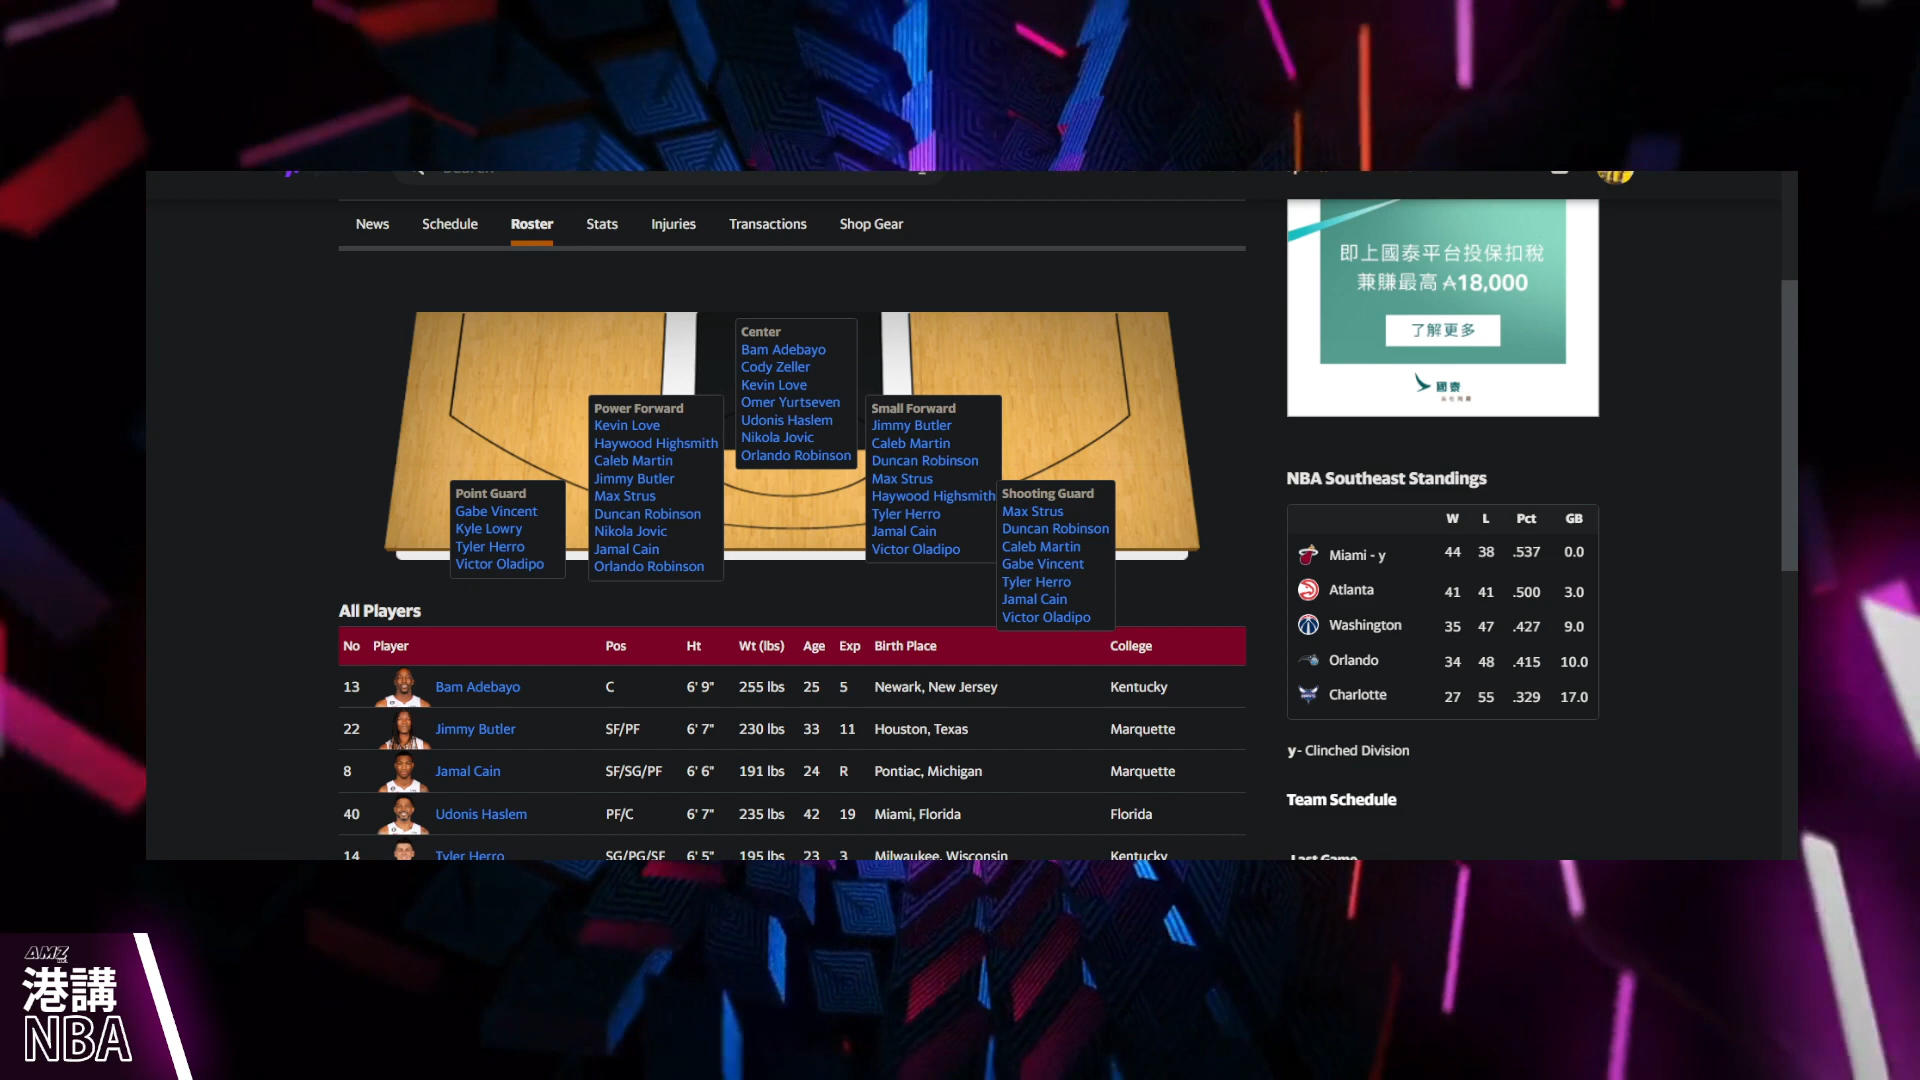 News Schedule Roster Stats Injuries Transactions Shop Gear
Center
Bam Adebayo
Cody Zeller
Kevin Love
Omer Yurtseven
Udonis Haslem
Nikola Jovic
Orlando Robinson
Power Forward
Kevin Love
Haywood Highsmith
Caleb Martin
Jimmy Butler
Max Strus
Duncan Robinson
Nikola Jovic
Jamal Cain
Orlando Robinson
Small Forward
Jimmy Butler
Caleb Martin
Duncan Robinson
Max Strus
Haywood Highsmith
Tyler Herro
Jamal Cain
Victor Oladipo
Point Guard
Gabe Vincent
Kyle Lowry
Tyler Herro
Victor Oladipo
Shooting Guard
Max Strus
Duncan Robinson
Caleb Martin
Gabe Vincent
Tyler Herro
Jamal Cain
Victor Oladipo
All Players
No Player Pos Ht Wt (lbs) Age Exp Birth Place College
13 Bam Adebayo C 6' 9" 255 lbs 25 5 Newark, New Jersey Kentucky
22 Jimmy Butler SF/PF 6' 7" 230 lbs 33 11 Houston, Texas Marquette
8 Jamal Cain SF/SG/PF 6' 6" 191 lbs 24 R Pontiac, Michigan Marquette
40 Udonis Haslem PF/C 6' 7" 235 lbs 42 19 Miami, Florida Florida
14 Tyler Herro SG/PG/SF 6' 5" 195 lbs 23 3 Milwaukee, Wisconsin Kentucky
即上國泰平台投保扣稅
兼賺最高 A18,000
了解更多
國泰
NBA Southeast Standings
W L Pct GB
Miami - y 44 38 .537 0.0
Atlanta 41 41 .500 3.0
Washington 35 47 .427 9.0
Orlando 34 48 .415 10.0
Charlotte 27 55 .329 17.0
y - Clinched Division
Team Schedule
Last Game
AMZ
港講
NBA